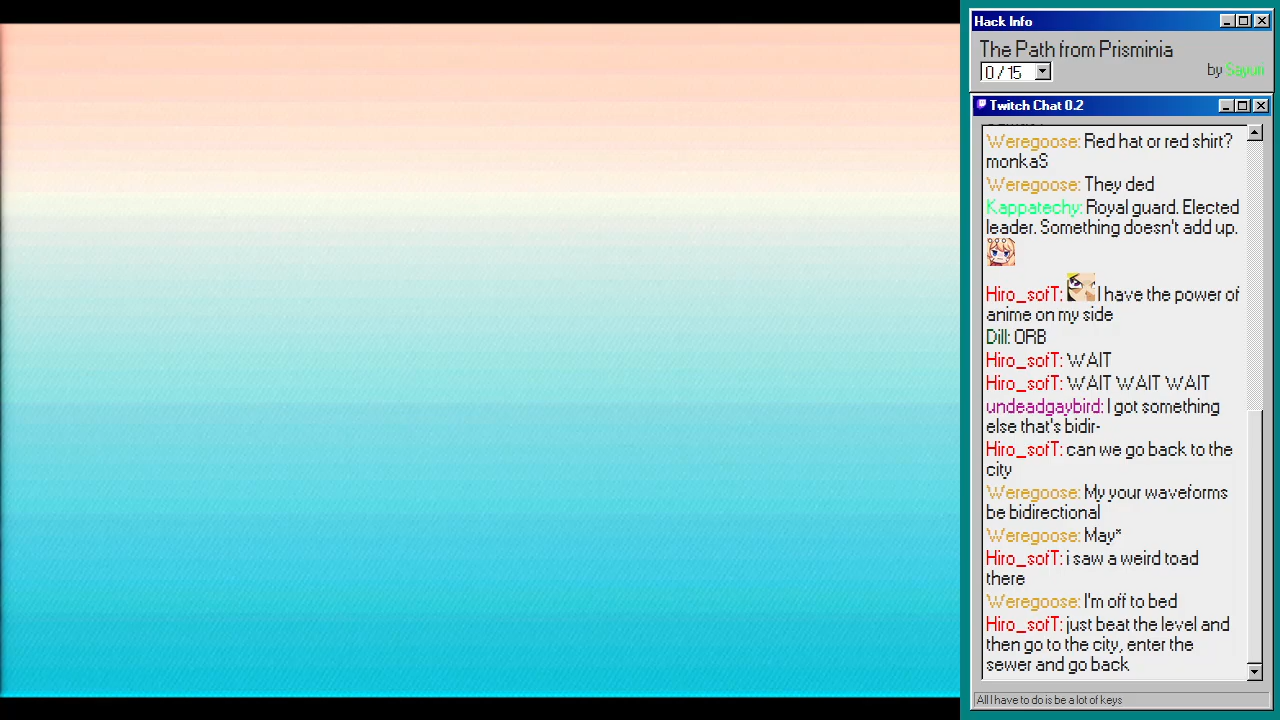 Hack Info
The Path from Prisminia
0 / 15
by Sayuri
Twitch Chat 0.2
Weregoose: Red hat or red shirt?
monkaS
Weregoose: They ded
Kappatechy: Royal guard. Elected
leader. Something doesn't add up.
Hiro_sofT: I have the power of
anime on my side
Dill: ORB
Hiro_sofT: WAIT
Hiro_sofT: WAIT WAIT WAIT
undeadgaybird: I got something
else that's bidir-
Hiro_sofT: can we go back to the
city
Weregoose: My your waveforms
be bidirectional
Weregoose: May*
Hiro_sofT: i saw a weird toad
there
Weregoose: I'm off to bed
Hiro_sofT: just beat the level and
then go to the city, enter the
sewer and go back
All I have to do is be a lot of keys